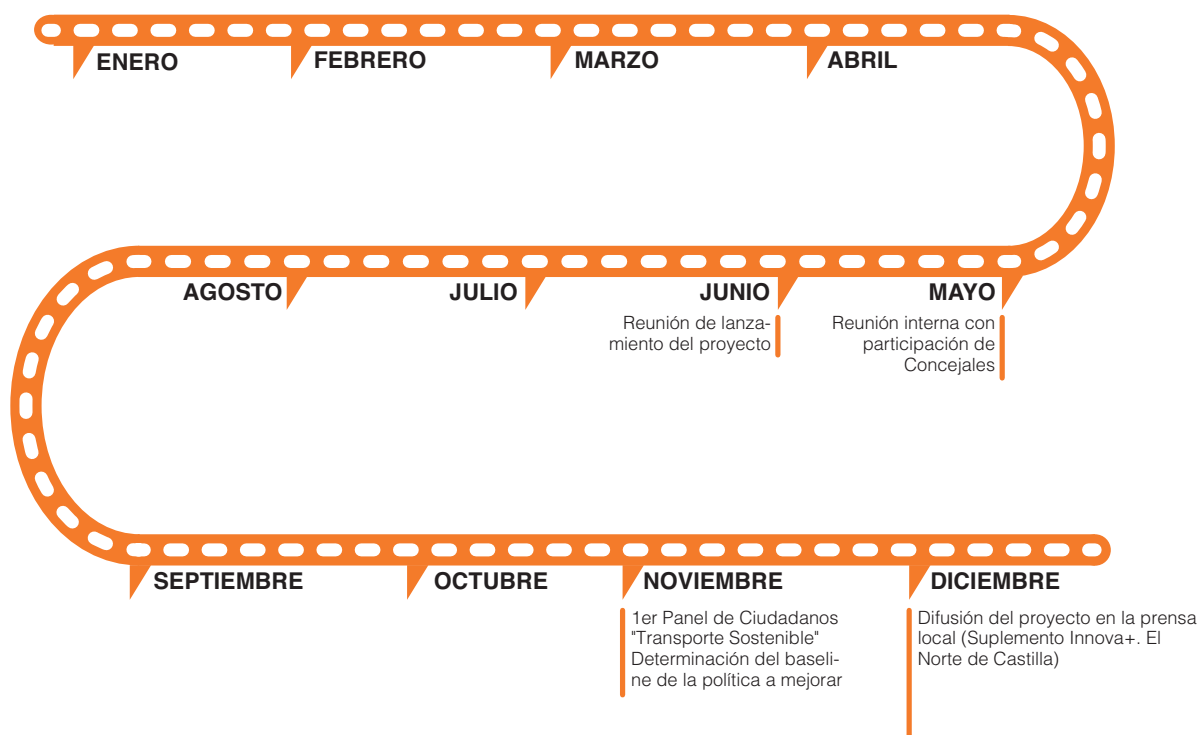 ENERO
FEBRERO
MARZO
ABRIL
AGOSTO
JULIO
JUNIO
MAYO
Reunión de lanza-
miento del proyecto
Reunión interna con
participación de
Concejales
SEPTIEMBRE
OCTUBRE
NOVIEMBRE
DICIEMBRE
1er Panel de Ciudadanos
"Transporte Sostenible"
Determinación del baseli-
ne de la política a mejorar
Difusión del proyecto en la prensa
local (Suplemento Innova+. El
Norte de Castilla)